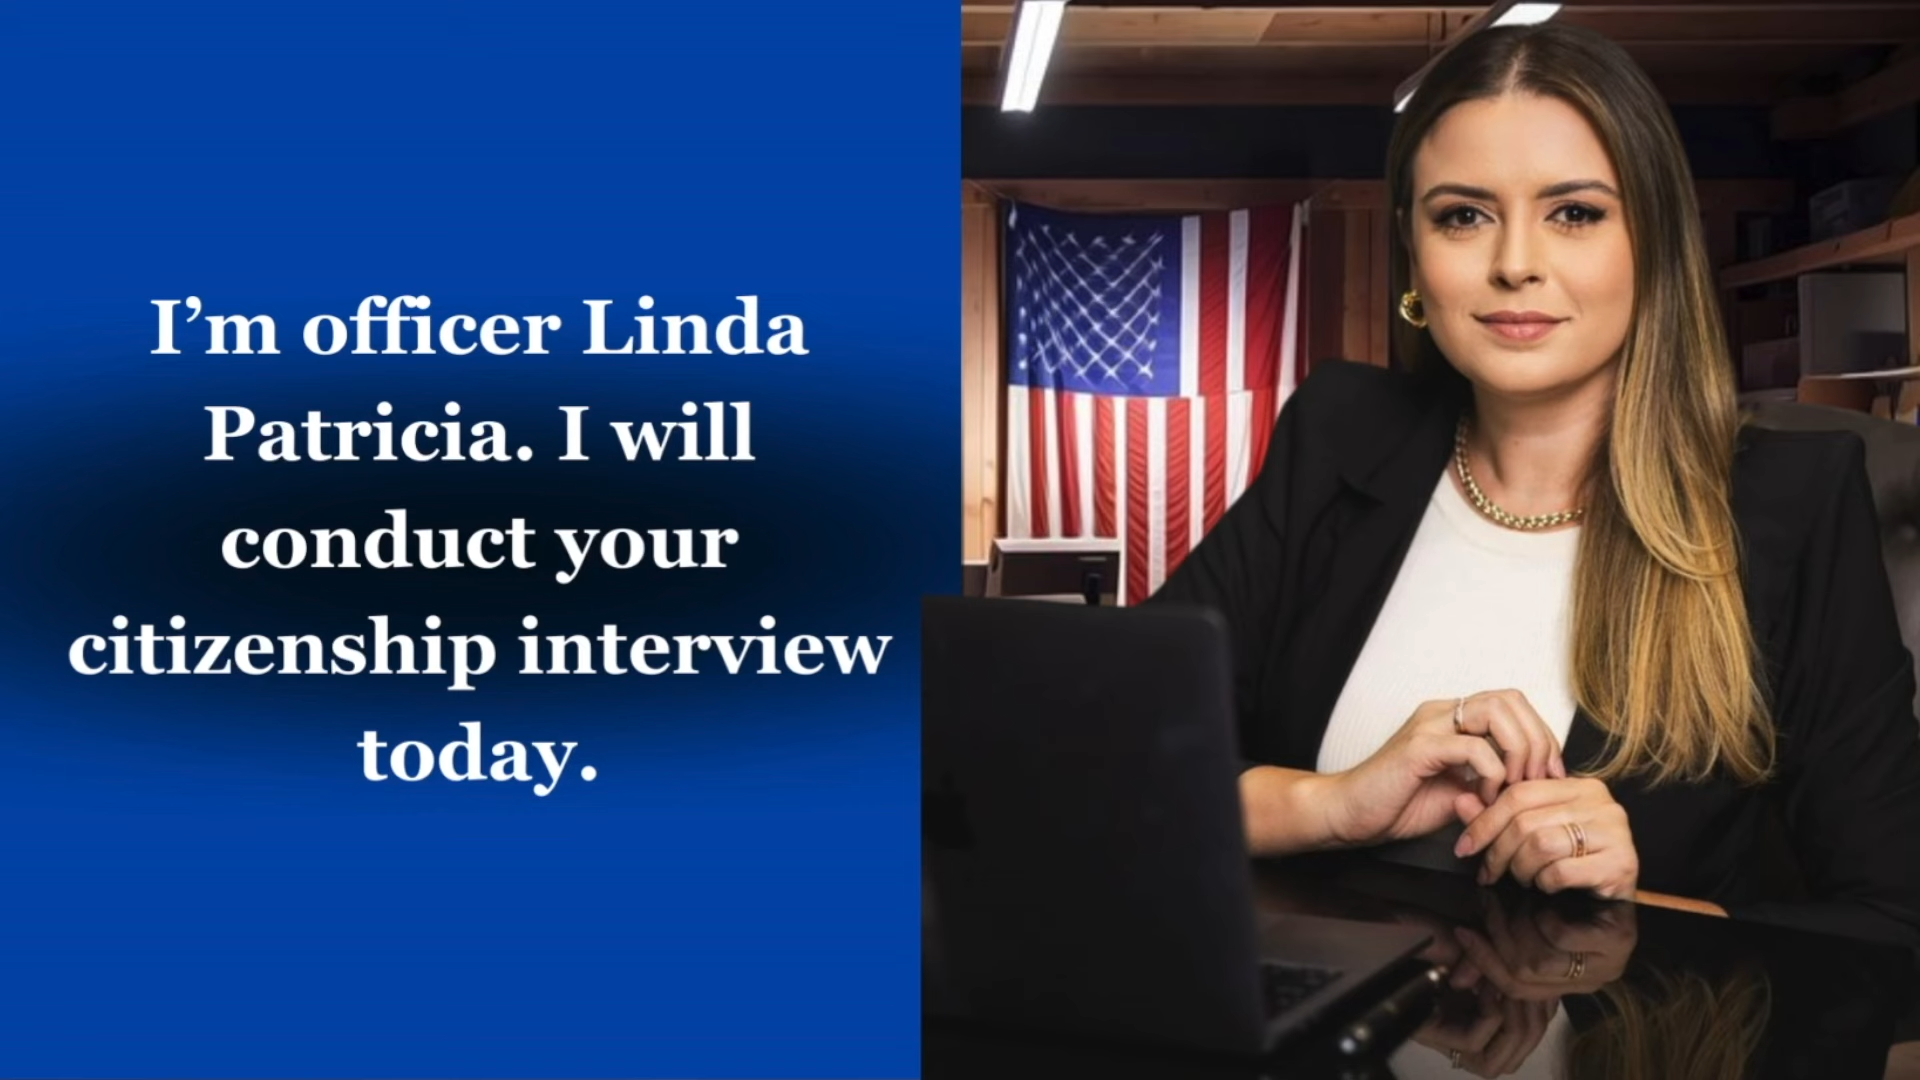 I’m officer Linda
Patricia. I will
conduct your
citizenship interview
today.